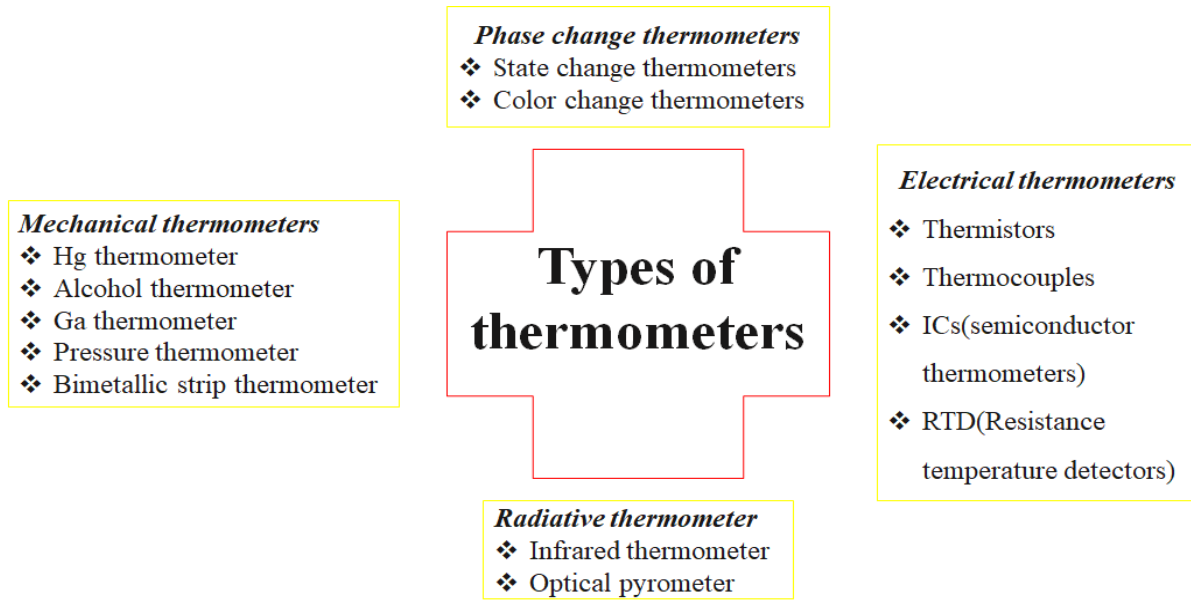 Phase change thermometers
❖ State change thermometers
❖ Color change thermometers
Mechanical thermometers
❖ Hg thermometer
❖ Alcohol thermometer
❖ Ga thermometer
❖ Pressure thermometer
❖ Bimetallic strip thermometer
Types of
thermometers
Electrical thermometers
❖ Thermistors
❖ Thermocouples
❖ ICs(semiconductor
thermometers)
❖ RTD(Resistance
temperature detectors)
Radiative thermometer
❖ Infrared thermometer
❖ Optical pyrometer